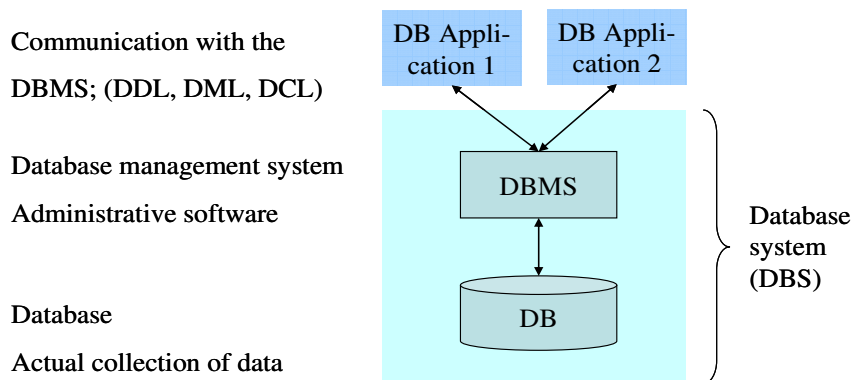 Communication with the
DBMS; (DDL, DML, DCL)
DB Appli-
cation 1
DB Appli-
cation 2
Database management system
Administrative software
DBMS
Database
system
(DBS)
Database
Actual collection of data
DB